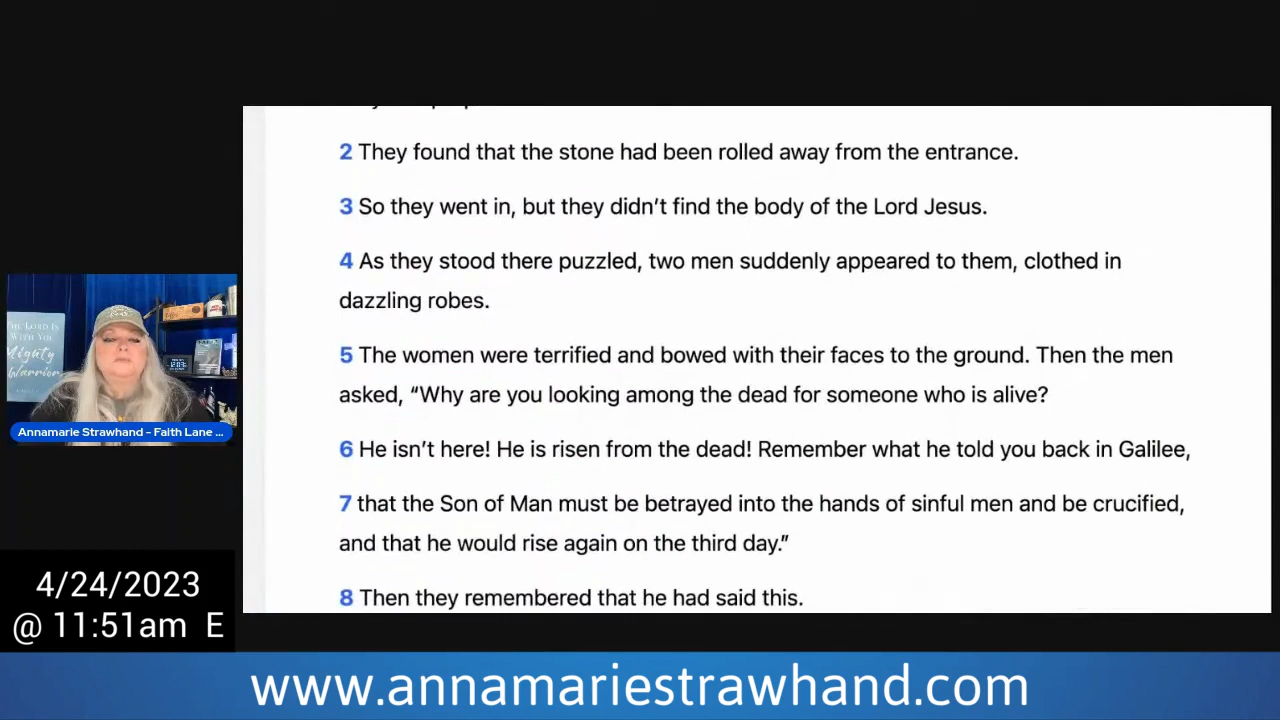 2 They found that the stone had been rolled away from the entrance.
3 So they went in, but they didn’t find the body of the Lord Jesus.
4 As they stood there puzzled, two men suddenly appeared to them, clothed in
dazzling robes.
5 The women were terrified and bowed with their faces to the ground. Then the men
asked, “Why are you looking among the dead for someone who is alive?
6 He isn’t here! He is risen from the dead! Remember what he told you back in Galilee,
7 that the Son of Man must be betrayed into the hands of sinful men and be crucified,
and that he would rise again on the third day.”
8 Then they remembered that he had said this.
THE LORD IS
WITH YOU
Mighty
Warrior
Annamarie Strawhand - Faith Lane ...
4/24/2023
@ 11:51am E
www.annamariestrawhand.com